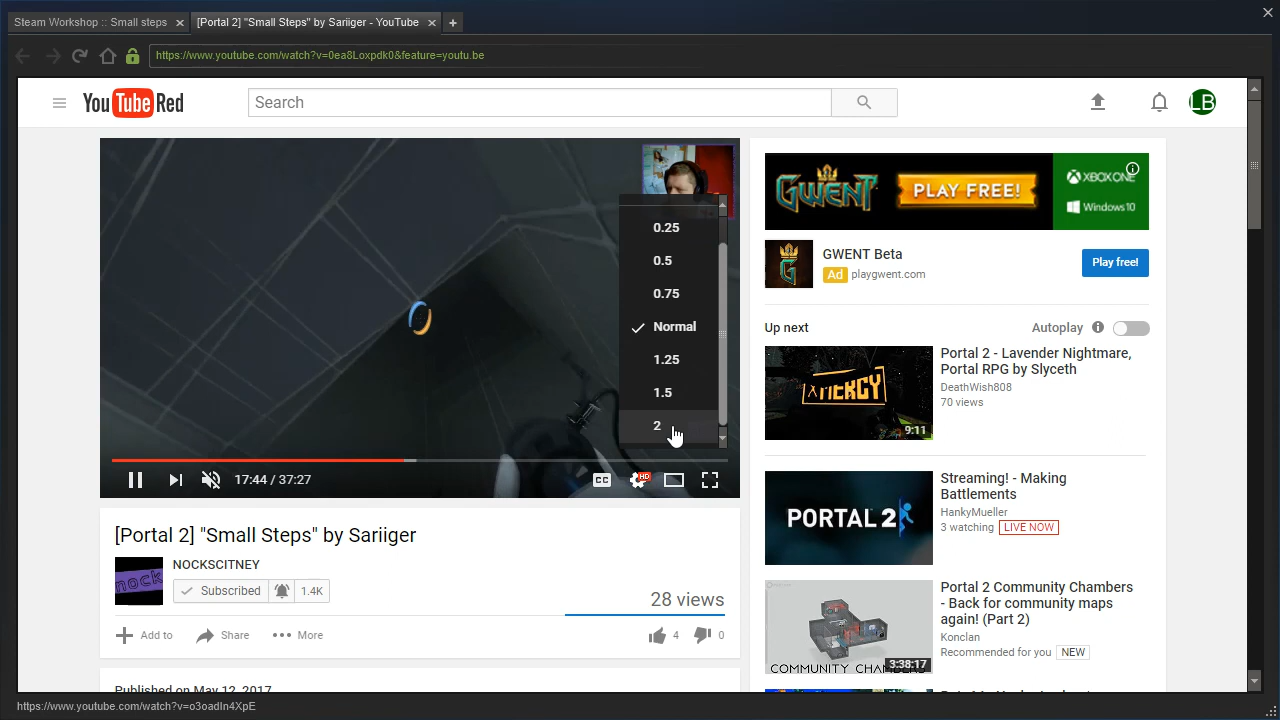 Steam Workshop :: Small steps
[Portal 2] "Small Steps" by Sariiger - YouTube
https://www.youtube.com/watch?v=0ea8Loxpdk0&feature=youtu.be
YouTube Red
Search
LB
GWENT
PLAY FREE!
XBOX ONE
Windows 10
0.25
0.5
0.75
Normal
1.25
1.5
2
GWENT Beta
Ad playgwent.com
Play free!
Up next
Autoplay
MERCY
9:11
Portal 2 - Lavender Nightmare,
Portal RPG by Slyceth
DeathWish808
70 views
CC
HD
17:44 / 37:27
PORTAL 2
Streaming! - Making
Battlements
HankyMueller
3 watching LIVE NOW
[Portal 2] "Small Steps" by Sariiger
nock
NOCKSCITNEY
Subscribed 1.4K
28 views
Add to Share More 4 0
COMMUNITY CHAMBERS
3:38:17
Portal 2 Community Chambers
- Back for community maps
again! (Part 2)
Konclan
Recommended for you NEW
Published on May 12, 2017
https://www.youtube.com/watch?v=o3oadIn4XpE